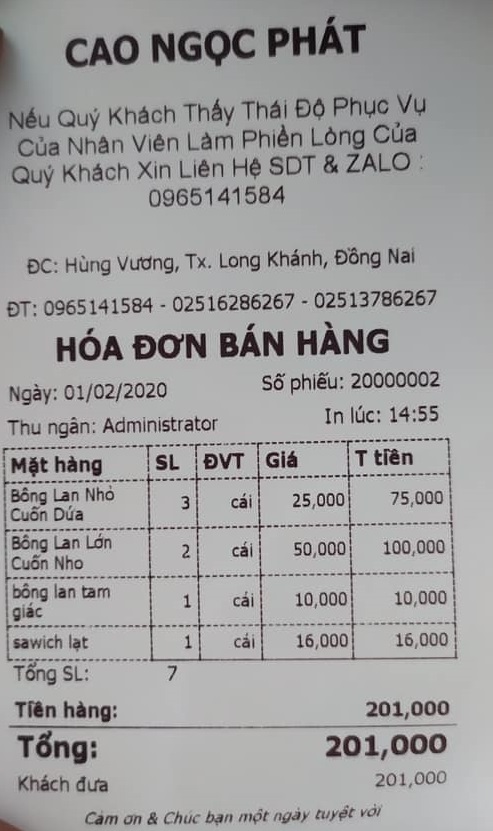 CAO NGỌC PHÁT
Nếu Quý Khách Thấy Thái Độ Phục Vụ
Của Nhân Viên Làm Phiền Lòng Của
Quý Khách Xin Liên Hệ SDT & ZALO :
0965141584
ĐC: Hùng Vương, Tx. Long Khánh, Đồng Nai
ĐT: 0965141584 - 02516286267 - 02513786267
HÓA ĐƠN BÁN HÀNG
Ngày: 01/02/2020 Số phiếu: 20000002
Thu ngân: Administrator In lúc: 14:55
Mặt hàng SL ĐVT Giá T tiền
Bông Lan Nhỏ
Cuốn Dứa 3 cái 25,000 75,000
Bông Lan Lớn
Cuốn Nho 2 cái 50,000 100,000
bông lan tam
giác 1 cái 10,000 10,000
sawich lạt 1 cái 16,000 16,000
Tổng SL: 7
Tiền hàng: 201,000
Tổng: 201,000
Khách đưa 201,000
Cảm ơn & Chúc bạn một ngày tuyệt vời